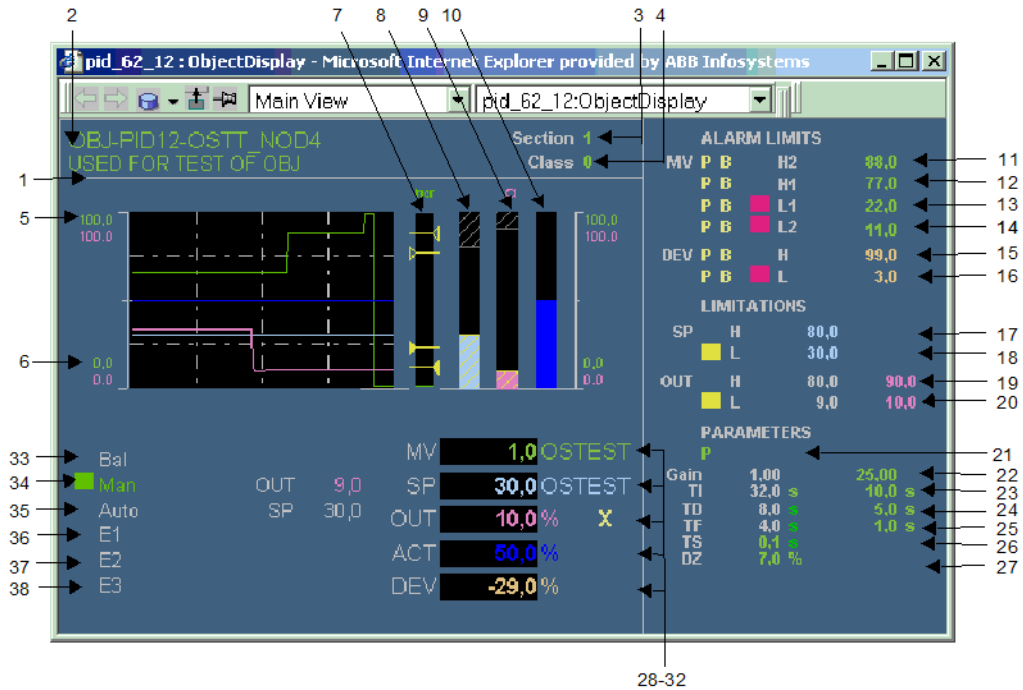 2 7 8 9 10 3 4
pid_62_12 : ObjectDisplay - Microsoft Internet Explorer provided by ABB Infosystems
Main View pid_62_12:ObjectDisplay
OBJ-PID12-OSTT_NOD4 Section 1
USED FOR TEST OF OBJ Class 0
1
5 100,0 100,0
100.0 100.0
6 0,0 0,0
0.0 0.0
ALARM LIMITS
MV P B H2 88,0 11
P B H1 77,0 12
P B L1 22,0 13
P B L2 11,0 14
DEV P B H 99,0 15
P B L 3,0 16
LIMITATIONS
SP H 80,0 17
L 30,0 18
OUT H 80,0 90,0 19
L 9,0 10,0 20
PARAMETERS
P 21
Gain 1,00 25,00 22
TI 32,0 s 10,0 s 23
TD 8,0 s 5,0 s 24
TF 4,0 s 1,0 s 25
TS 0,1 s 26
DZ 7,0 % 27
33 Bal
34 Man OUT 9,0
35 Auto SP 30,0
36 E1
37 E2
38 E3
MV 1,0 OSTEST
SP 30,0 OSTEST
OUT 10,0 % X
ACT 50,0 %
DEV -29,0 %
28-32